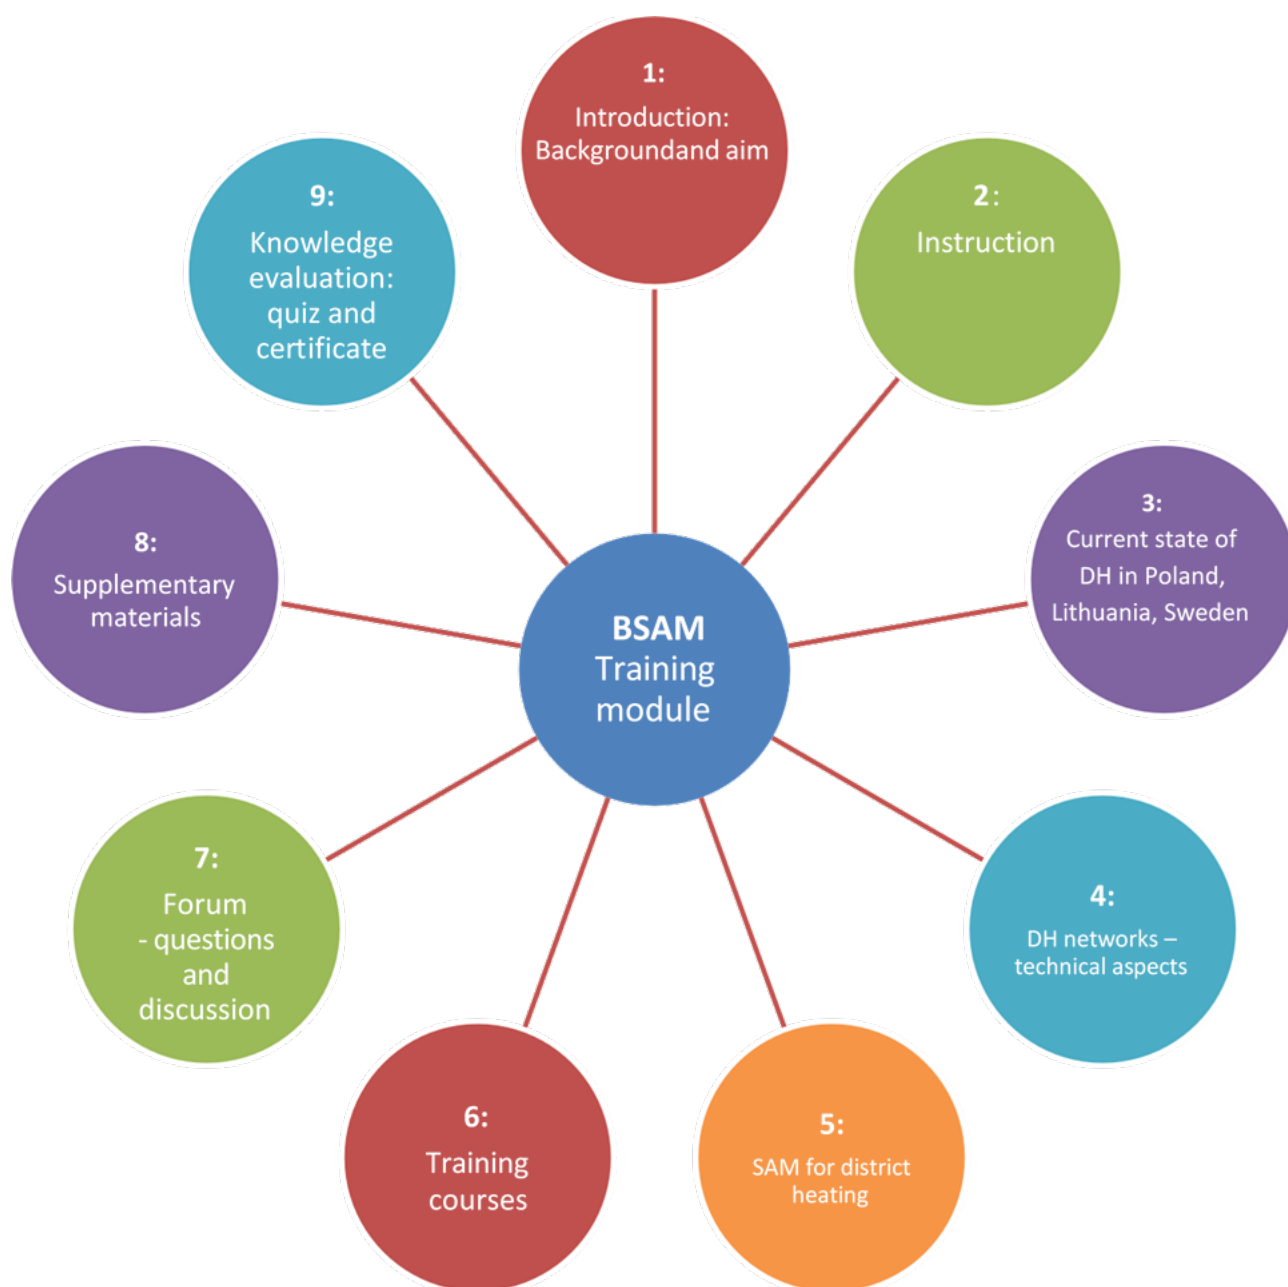 1:
Introduction:
Backgroundand aim
2:
Instruction
3:
Current state of
DH in Poland,
Lithuania, Sweden
4:
DH networks –
technical aspects
5:
SAM for district
heating
6:
Training
courses
7:
Forum
- questions
and
discussion
8:
Supplementary
materials
9:
Knowledge
evaluation:
quiz and
certificate
BSAM
Training
module